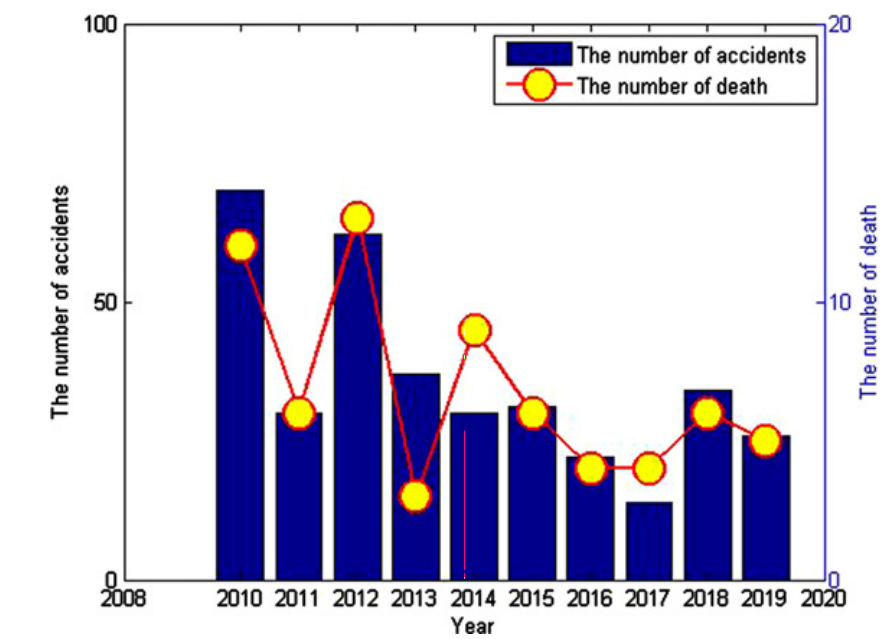 100
20
The number of accidents
The number of death
The number of accidents
50
10
The number of death
0
0
2008 2010 2011 2012 2013 2014 2015 2016 2017 2018 2019 2020
Year